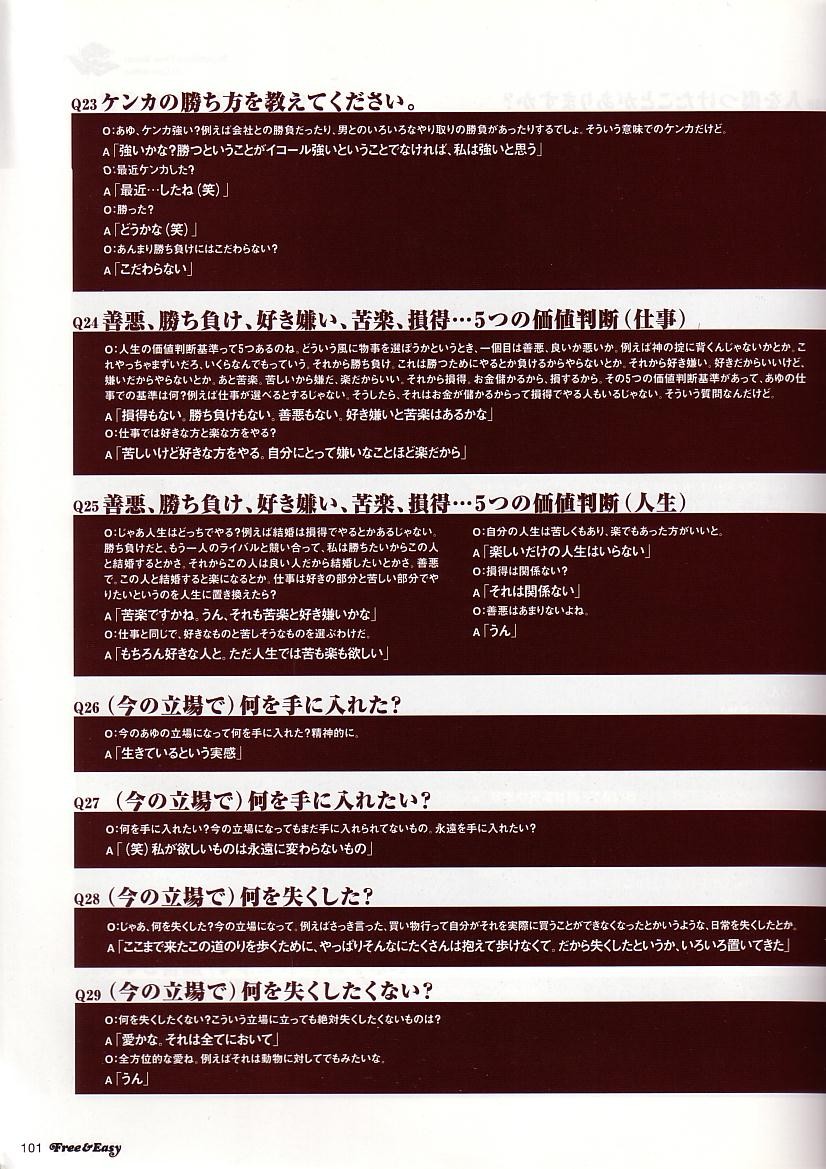 Q23 ケンカの勝ち方を教えてください。
O：あゆ、ケンカ強い？例えば会社との勝負だったり、男とのいろいろなやり取りの勝負があったりするでしょ。そういう意味でのケンカだけど。
A「強いかな？勝つということがイコール強いということでなければ、私は強いと思う」
O：最近ケンカした？
A「最近…したね（笑）」
O：勝った？
A「どうかな（笑）」
O：あんまり勝ち負けにはこだわらない？
A「こだわらない」
Q24 善悪、勝ち負け、好き嫌い、苦楽、損得…5つの価値判断（仕事）
O：人生の価値判断基準って5つあるのね。どういう風に物事を選ぼうかというとき、一個目は善悪、良いか悪いか。例えば神の掟に背くんじゃないかとか。こ
れやっちゃまずいだろ、いくらなんでもっていう。それから勝ち負け。これは勝つためにやるとか負けるからやらないとか。それから好き嫌い。好きだからいいけど、
嫌いだからやらないとか。あと苦楽。苦しいから嫌だ、楽だからいい。それから損得。お金儲かるから、損するから。その5つの価値判断基準があって、あゆの仕
事での基準は何？例えば仕事が選べるとするじゃない。そうしたら、それはお金が儲かるからって損得でやる人もいるじゃない。そういう質問なんだけど。
A「損得もない。勝ち負けもない。善悪もない。好き嫌いと苦楽はあるかな」
O：仕事では好きな方と楽な方をやる？
A「苦しいけど好きな方をやる。自分にとって嫌いなことほど楽だから」
Q25 善悪、勝ち負け、好き嫌い、苦楽、損得…5つの価値判断（人生）
O：じゃあ人生はどっちでやる？例えば結婚は損得でやるとかあるじゃない。
勝ち負けだと、もう一人のライバルと競い合って、私は勝ちたいからこの人
と結婚するとかさ。それからこの人は良い人だから結婚したいとかさ。善悪
で。この人と結婚すると楽になるとか。仕事は好きの部分と苦しい部分でや
りたいというのを人生に置き換えたら？
A「苦楽ですかね。うん、それも苦楽と好き嫌いかな」
O：仕事と同じで、好きなものと苦しそうなものを選ぶわけだ。
A「もちろん好きな人と。ただ人生では苦も楽も欲しい」
O：自分の人生は苦しくもあり、楽でもあった方がいいと。
A「楽しいだけの人生はいらない」
O：損得は関係ない？
A「それは関係ない」
O：善悪はあまりないよね。
A「うん」
Q26 （今の立場で）何を手に入れた？
O：今のあゆの立場になって何を手に入れた？精神的に。
A「生きているという実感」
Q27 （今の立場で）何を手に入れたい？
O：何を手に入れたい？今の立場になってもまだ手に入れられてないもの。永遠を手に入れたい？
A「（笑）私が欲しいものは永遠に変わらないもの」
Q28 （今の立場で）何を失くした？
O：じゃあ、何を失くした？今の立場になって。例えばさっき言った、買い物行って自分がそれを実際に買うことができなくなったとかいうような、日常を失くしたとか。
A「ここまで来たこの道のりを歩くために、やっぱりそんなにたくさんは抱えて歩けなくて。だから失くしたというか、いろいろ置いてきた」
Q29 （今の立場で）何を失くしたくない？
O：何を失くしたくない？こういう立場に立っても絶対失くしたくないものは？
A「愛かな。それは全てにおいて」
O：全方位的な愛ね。例えばそれは動物に対してでもみたいな。
A「うん」
101 Free&Easy